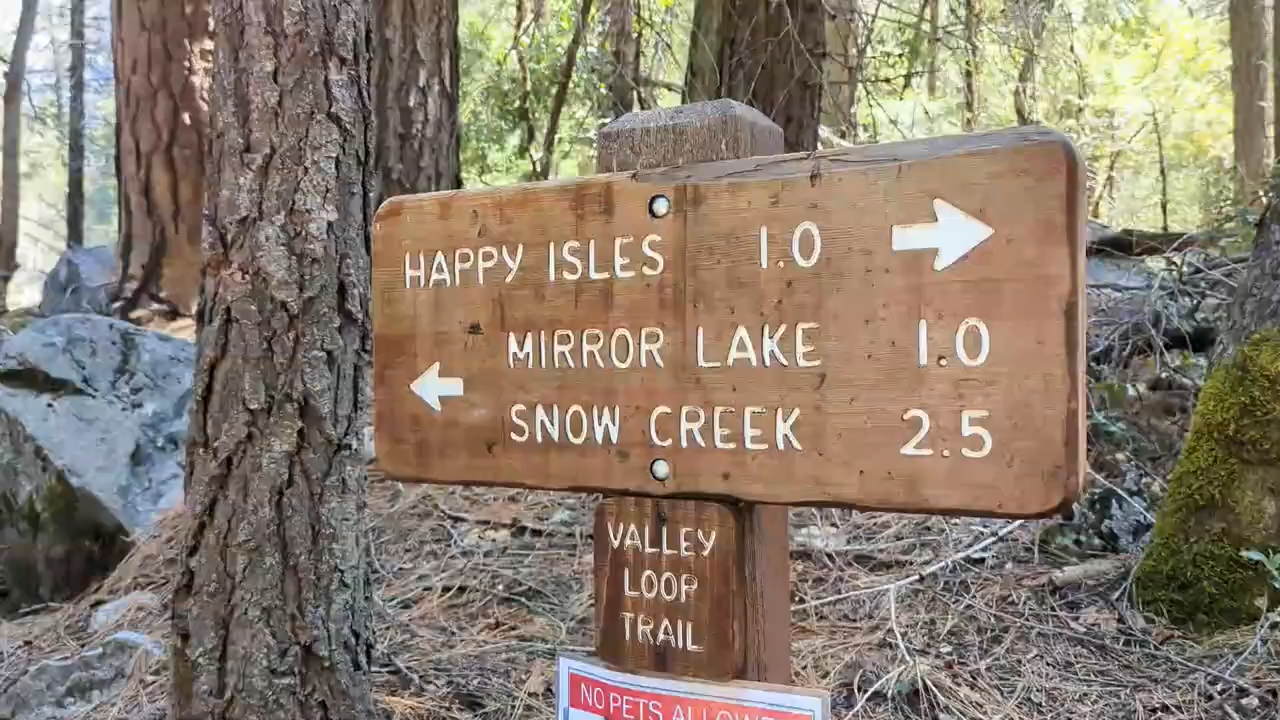 HAPPY ISLES 1.0
MIRROR LAKE 1.0
SNOW CREEK 2.5
VALLEY
LOOP
TRAIL
NO PETS